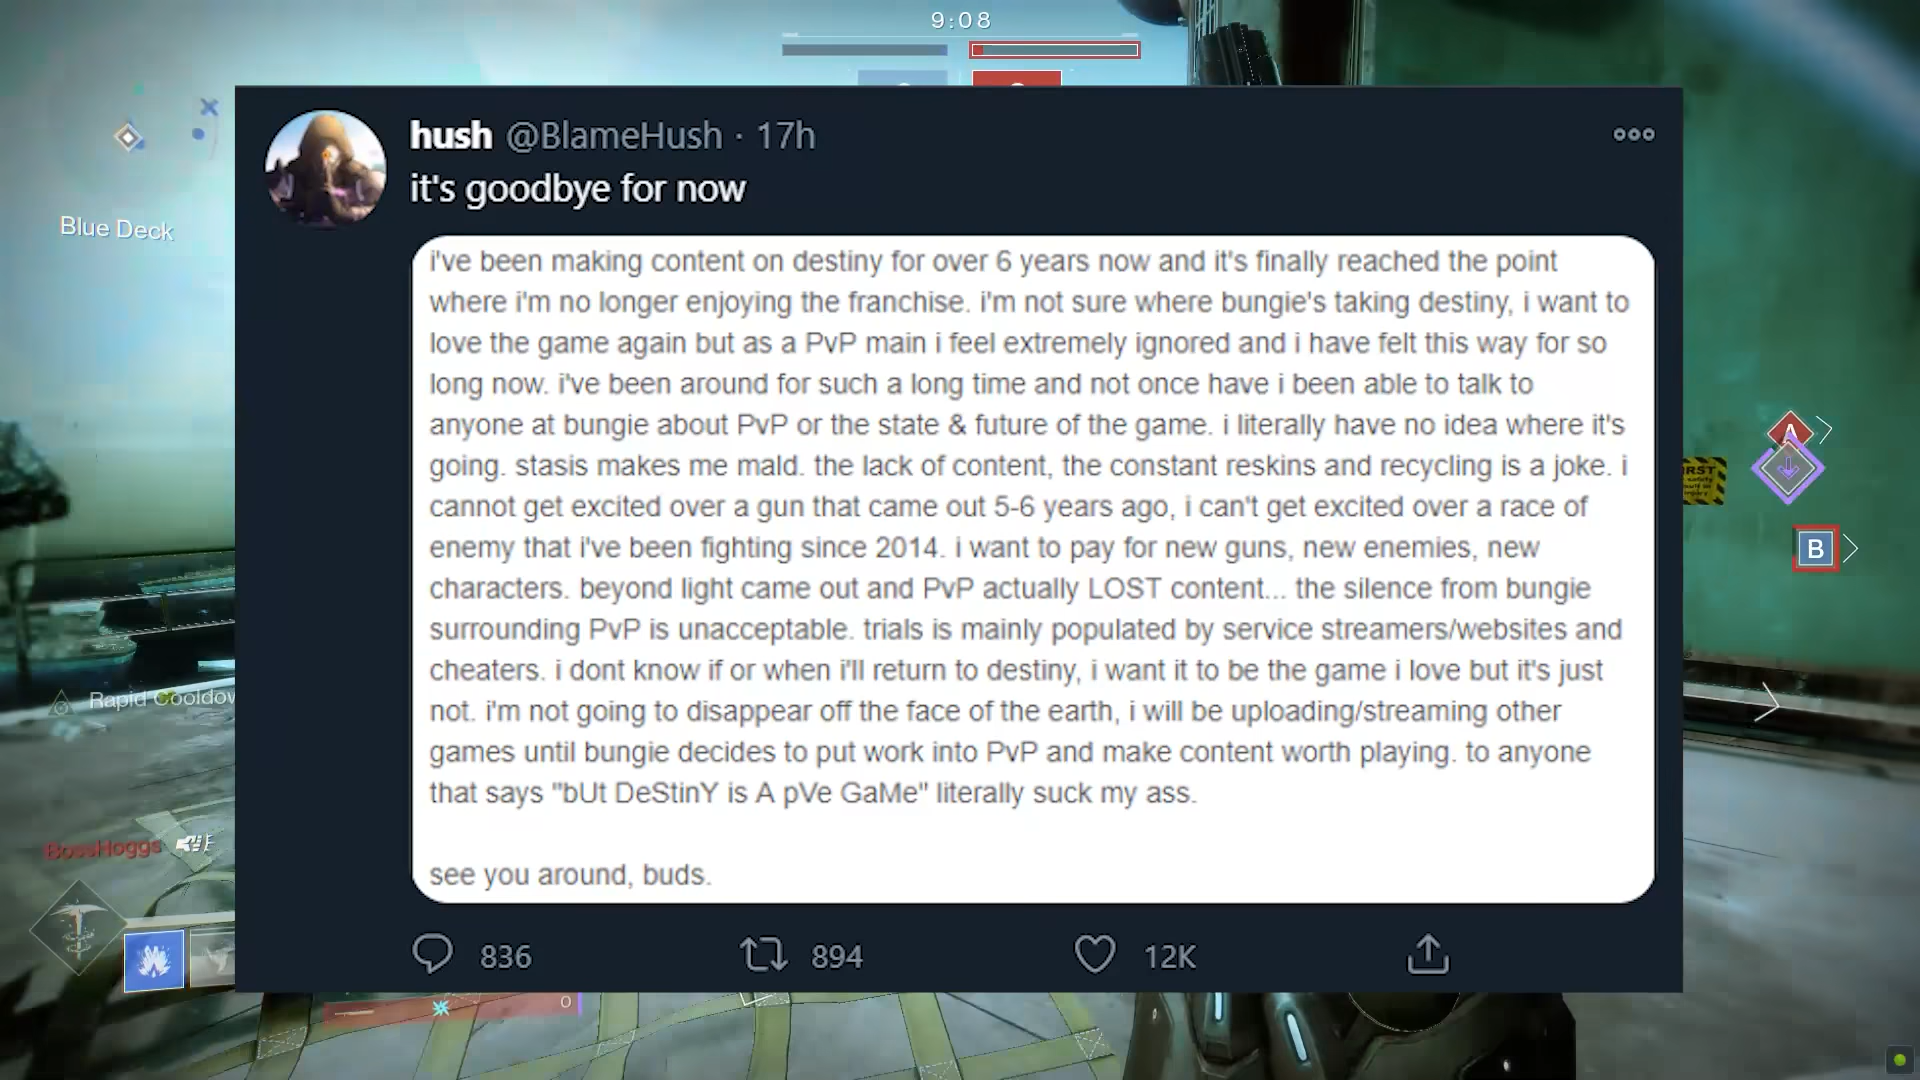 9:08
hush @BlameHush · 17h
it's goodbye for now
Blue Deck
i've been making content on destiny for over 6 years now and it's finally reached the point
where i'm no longer enjoying the franchise. i'm not sure where bungie's taking destiny, i want to
love the game again but as a PvP main i feel extremely ignored and i have felt this way for so
long now. i've been around for such a long time and not once have i been able to talk to
anyone at bungie about PvP or the state & future of the game. i literally have no idea where it's
going. stasis makes me mald. the lack of content, the constant reskins and recycling is a joke. i
cannot get excited over a gun that came out 5-6 years ago, i can't get excited over a race of
enemy that i've been fighting since 2014. i want to pay for new guns, new enemies, new
characters. beyond light came out and PvP actually LOST content... the silence from bungie
surrounding PvP is unacceptable. trials is mainly populated by service streamers/websites and
cheaters. i dont know if or when i'll return to destiny, i want it to be the game i love but it's just
not. i'm not going to disappear off the face of the earth, i will be uploading/streaming other
games until bungie decides to put work into PvP and make content worth playing. to anyone
that says "bUt DeStinY is A pVe GaMe" literally suck my ass.
see you around, buds.
A
B
Rapid Cooldow
BossHoggs
836 894 12K
0